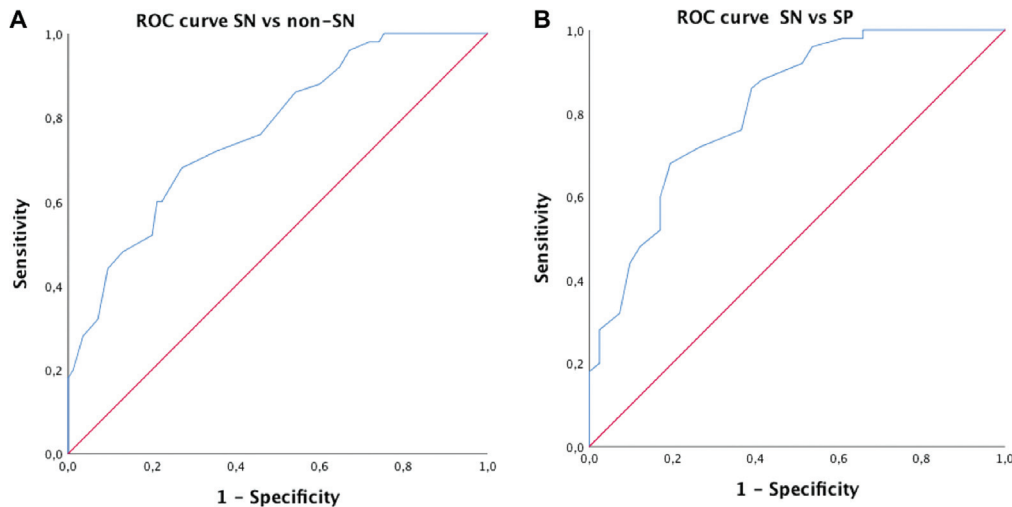 A
ROC curve SN vs non-SN
1,0
0,8
0,6
0,4
0,2
0,0
Sensitivity
0,0 0,2 0,4 0,6 0,8 1,0
1 - Specificity
B
ROC curve SN vs SP
1,0
0,8
0,6
0,4
0,2
0,0
Sensitivity
0,0 0,2 0,4 0,6 0,8 1,0
1 - Specificity